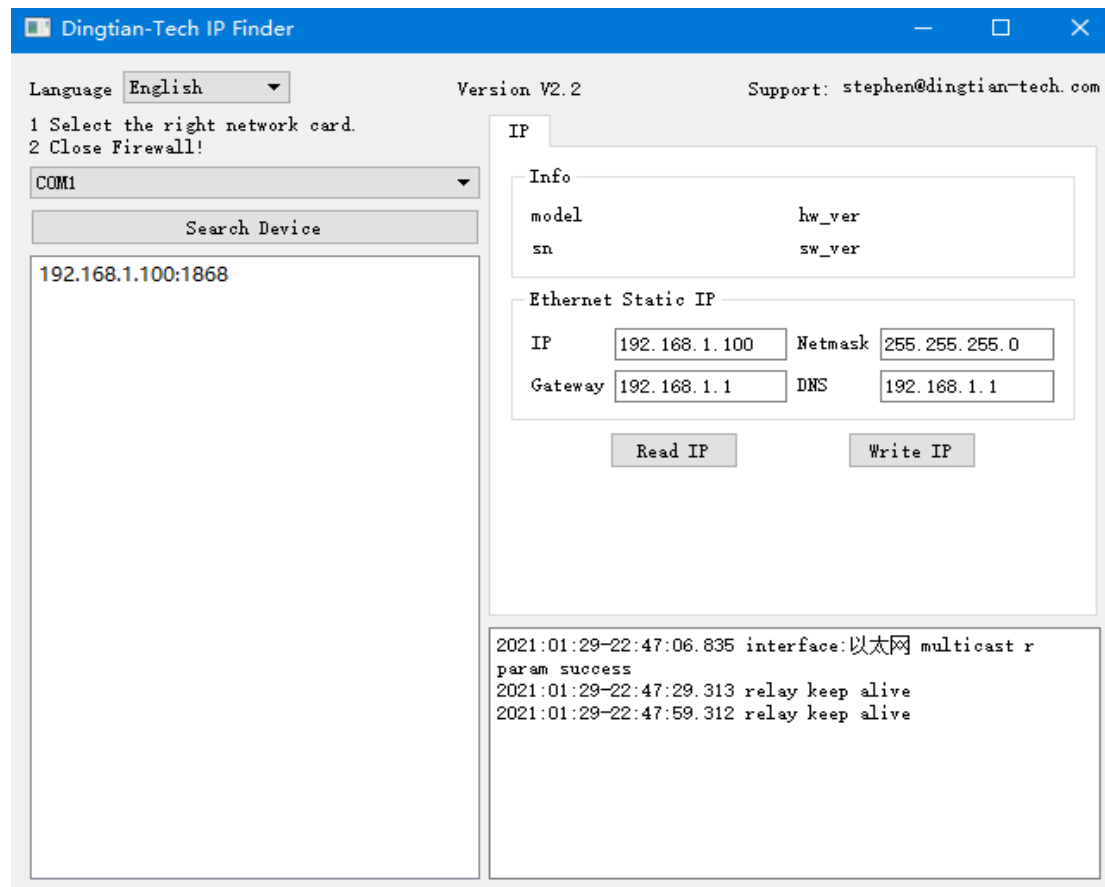 Dingtian-Tech IP Finder
Language English Version V2.2 Support: stephen@dingtian-tech.com
1 Select the right network card.
2 Close Firewall!
COM1
Search Device
192.168.1.100:1868
IP
Info
model hw_ver
sn sw_ver
Ethernet Static IP
IP 192.168.1.100 Netmask 255.255.255.0
Gateway 192.168.1.1 DNS 192.168.1.1
Read IP Write IP
2021:01:29-22:47:06.835 interface:以太网 multicast r
param success
2021:01:29-22:47:29.313 relay keep alive
2021:01:29-22:47:59.312 relay keep alive